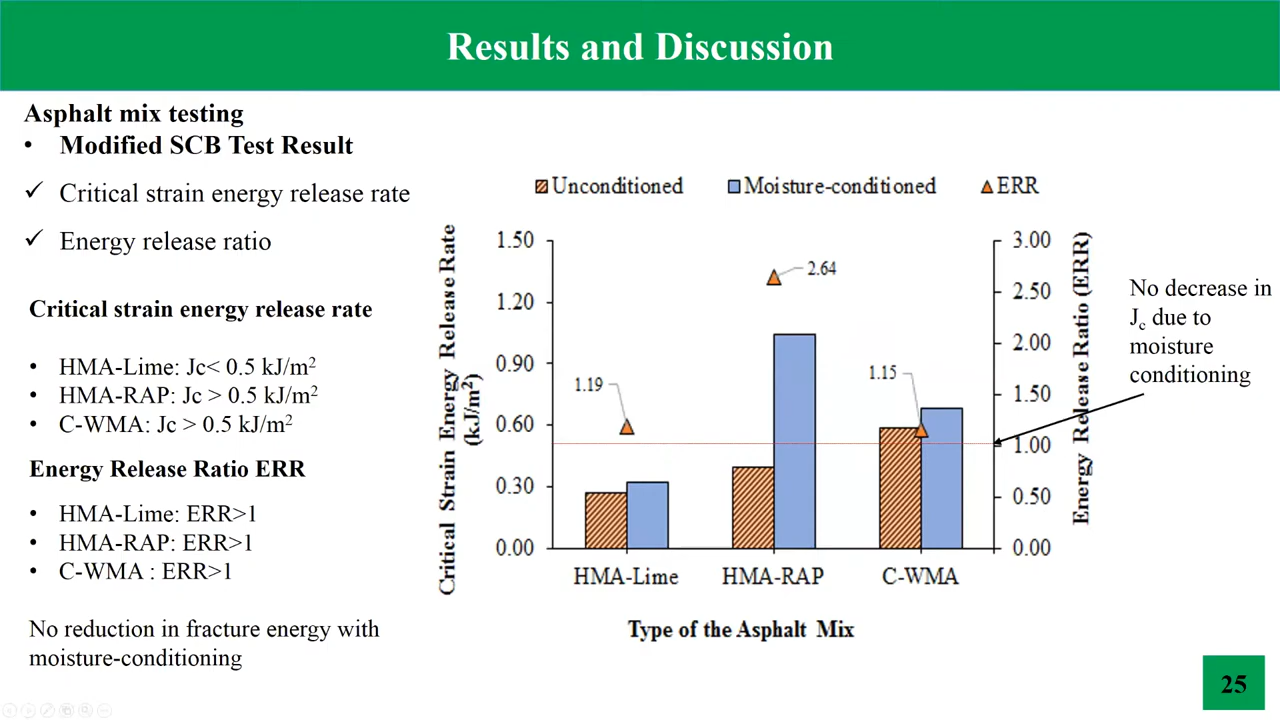 Results and Discussion
Asphalt mix testing
• Modified SCB Test Result
✓ Critical strain energy release rate
✓ Energy release ratio
Critical strain energy release rate
• HMA-Lime: Jc< 0.5 kJ/m²
• HMA-RAP: Jc > 0.5 kJ/m²
• C-WMA: Jc > 0.5 kJ/m²
Energy Release Ratio ERR
• HMA-Lime: ERR>1
• HMA-RAP: ERR>1
• C-WMA : ERR>1
No reduction in fracture energy with
moisture-conditioning
Unconditioned Moisture-conditioned ERR
Critical Strain Energy Release Rate
(kJ/m²)
1.50
1.20
0.90
0.60
0.30
0.00
1.19
2.64
1.15
3.00
2.50
2.00
1.50
1.00
0.50
0.00
Energy Release Ratio (ERR)
HMA-Lime HMA-RAP C-WMA
Type of the Asphalt Mix
No decrease in
Jc due to
moisture
conditioning
25